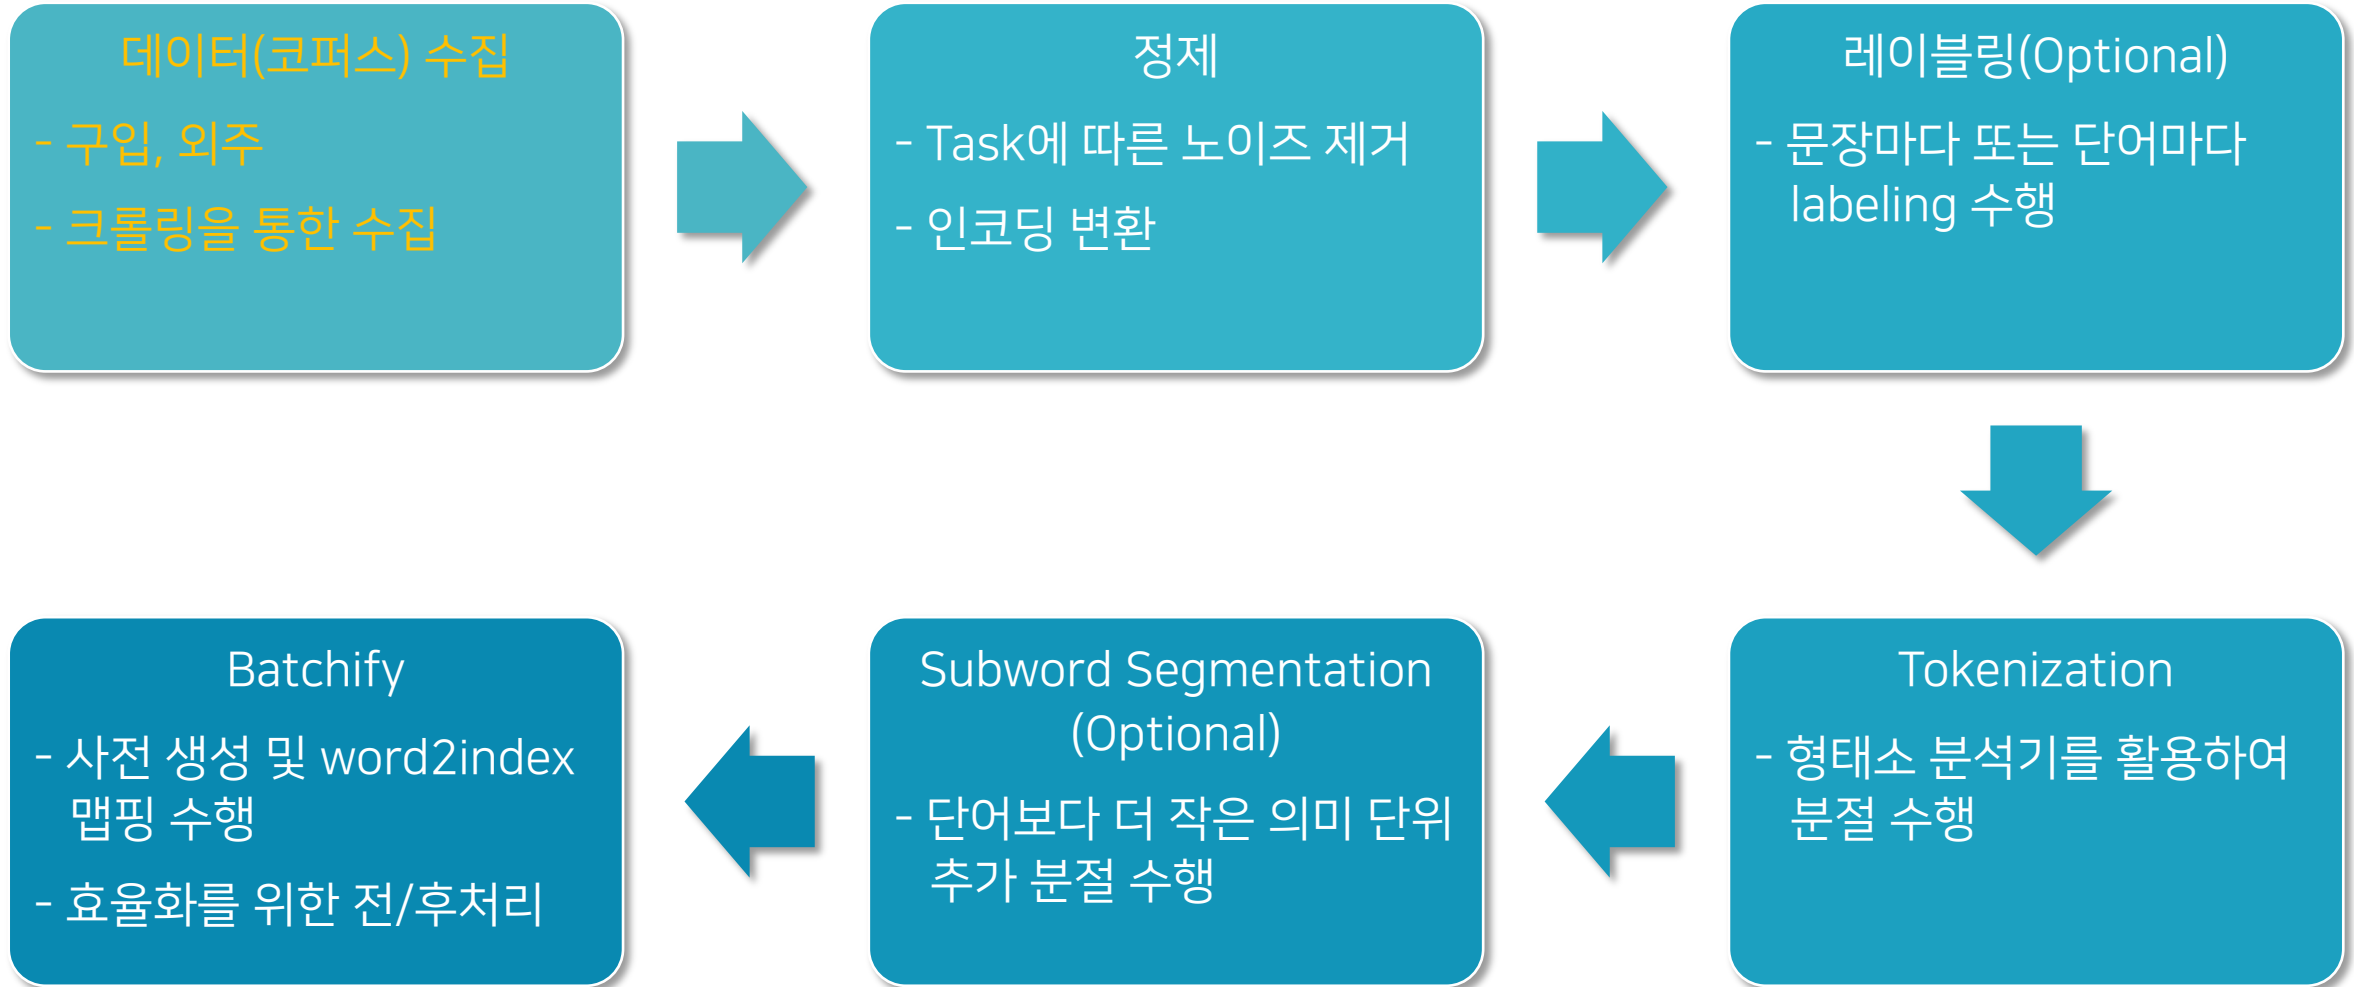 데이터(코퍼스) 수집
- 구입, 외주
- 크롤링을 통한 수집
정제
- Task에 따른 노이즈 제거
- 인코딩 변환
레이블링(Optional)
- 문장마다 또는 단어마다
labeling 수행
Tokenization
- 형태소 분석기를 활용하여
분절 수행
Subword Segmentation
(Optional)
- 단어보다 더 작은 의미 단위
추가 분절 수행
Batchify
- 사전 생성 및 word2index
맵핑 수행
- 효율화를 위한 전/후처리